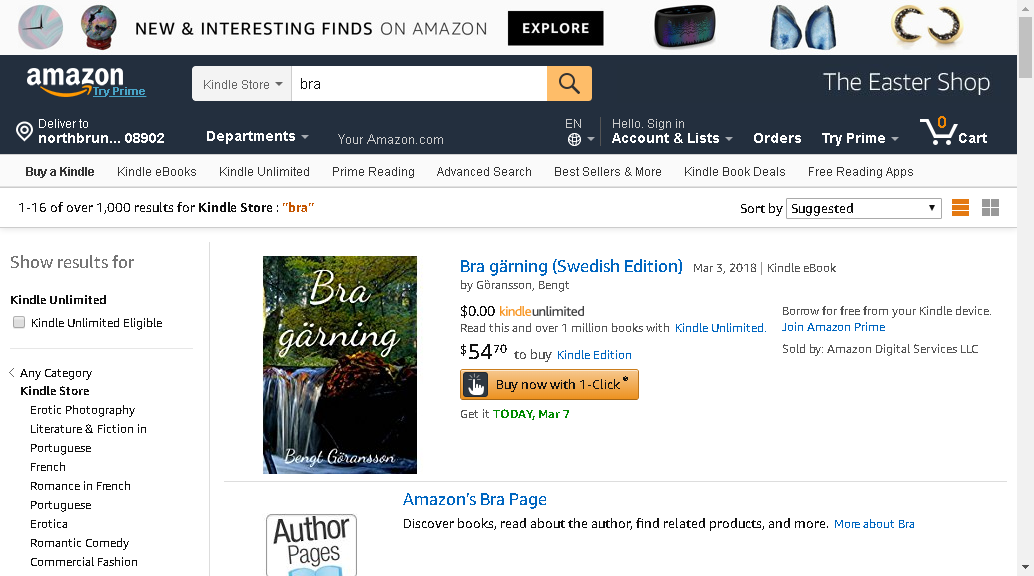 NEW & INTERESTING FINDS ON AMAZON EXPLORE
amazon
Try Prime
Kindle Store
bra
The Easter Shop
Deliver to
northbrun... 08902
Departments
Your Amazon.com
EN
Hello. Sign in
Account & Lists
Orders
Try Prime
0
Cart
Buy a Kindle Kindle eBooks Kindle Unlimited Prime Reading Advanced Search Best Sellers & More Kindle Book Deals Free Reading Apps
1-16 of over 1,000 results for Kindle Store : "bra"
Sort by Suggested
Show results for
Kindle Unlimited
Kindle Unlimited Eligible
Any Category
Kindle Store
Erotic Photography
Literature & Fiction in
Portuguese
French
Romance in French
Portuguese
Erotica
Romantic Comedy
Commercial Fashion
Bra
gärning
Bengt Göransson
Bra gärning (Swedish Edition) Mar 3, 2018 | Kindle eBook
by Göransson, Bengt
$0.00 kindleunlimited
Read this and over 1 million books with Kindle Unlimited.
$54 70 to buy Kindle Edition
Buy now with 1-Click®
Get it TODAY, Mar 7
Borrow for free from your Kindle device.
Join Amazon Prime
Sold by: Amazon Digital Services LLC
Author
Pages
Amazon's Bra Page
Discover books, read about the author, find related products, and more. More about Bra